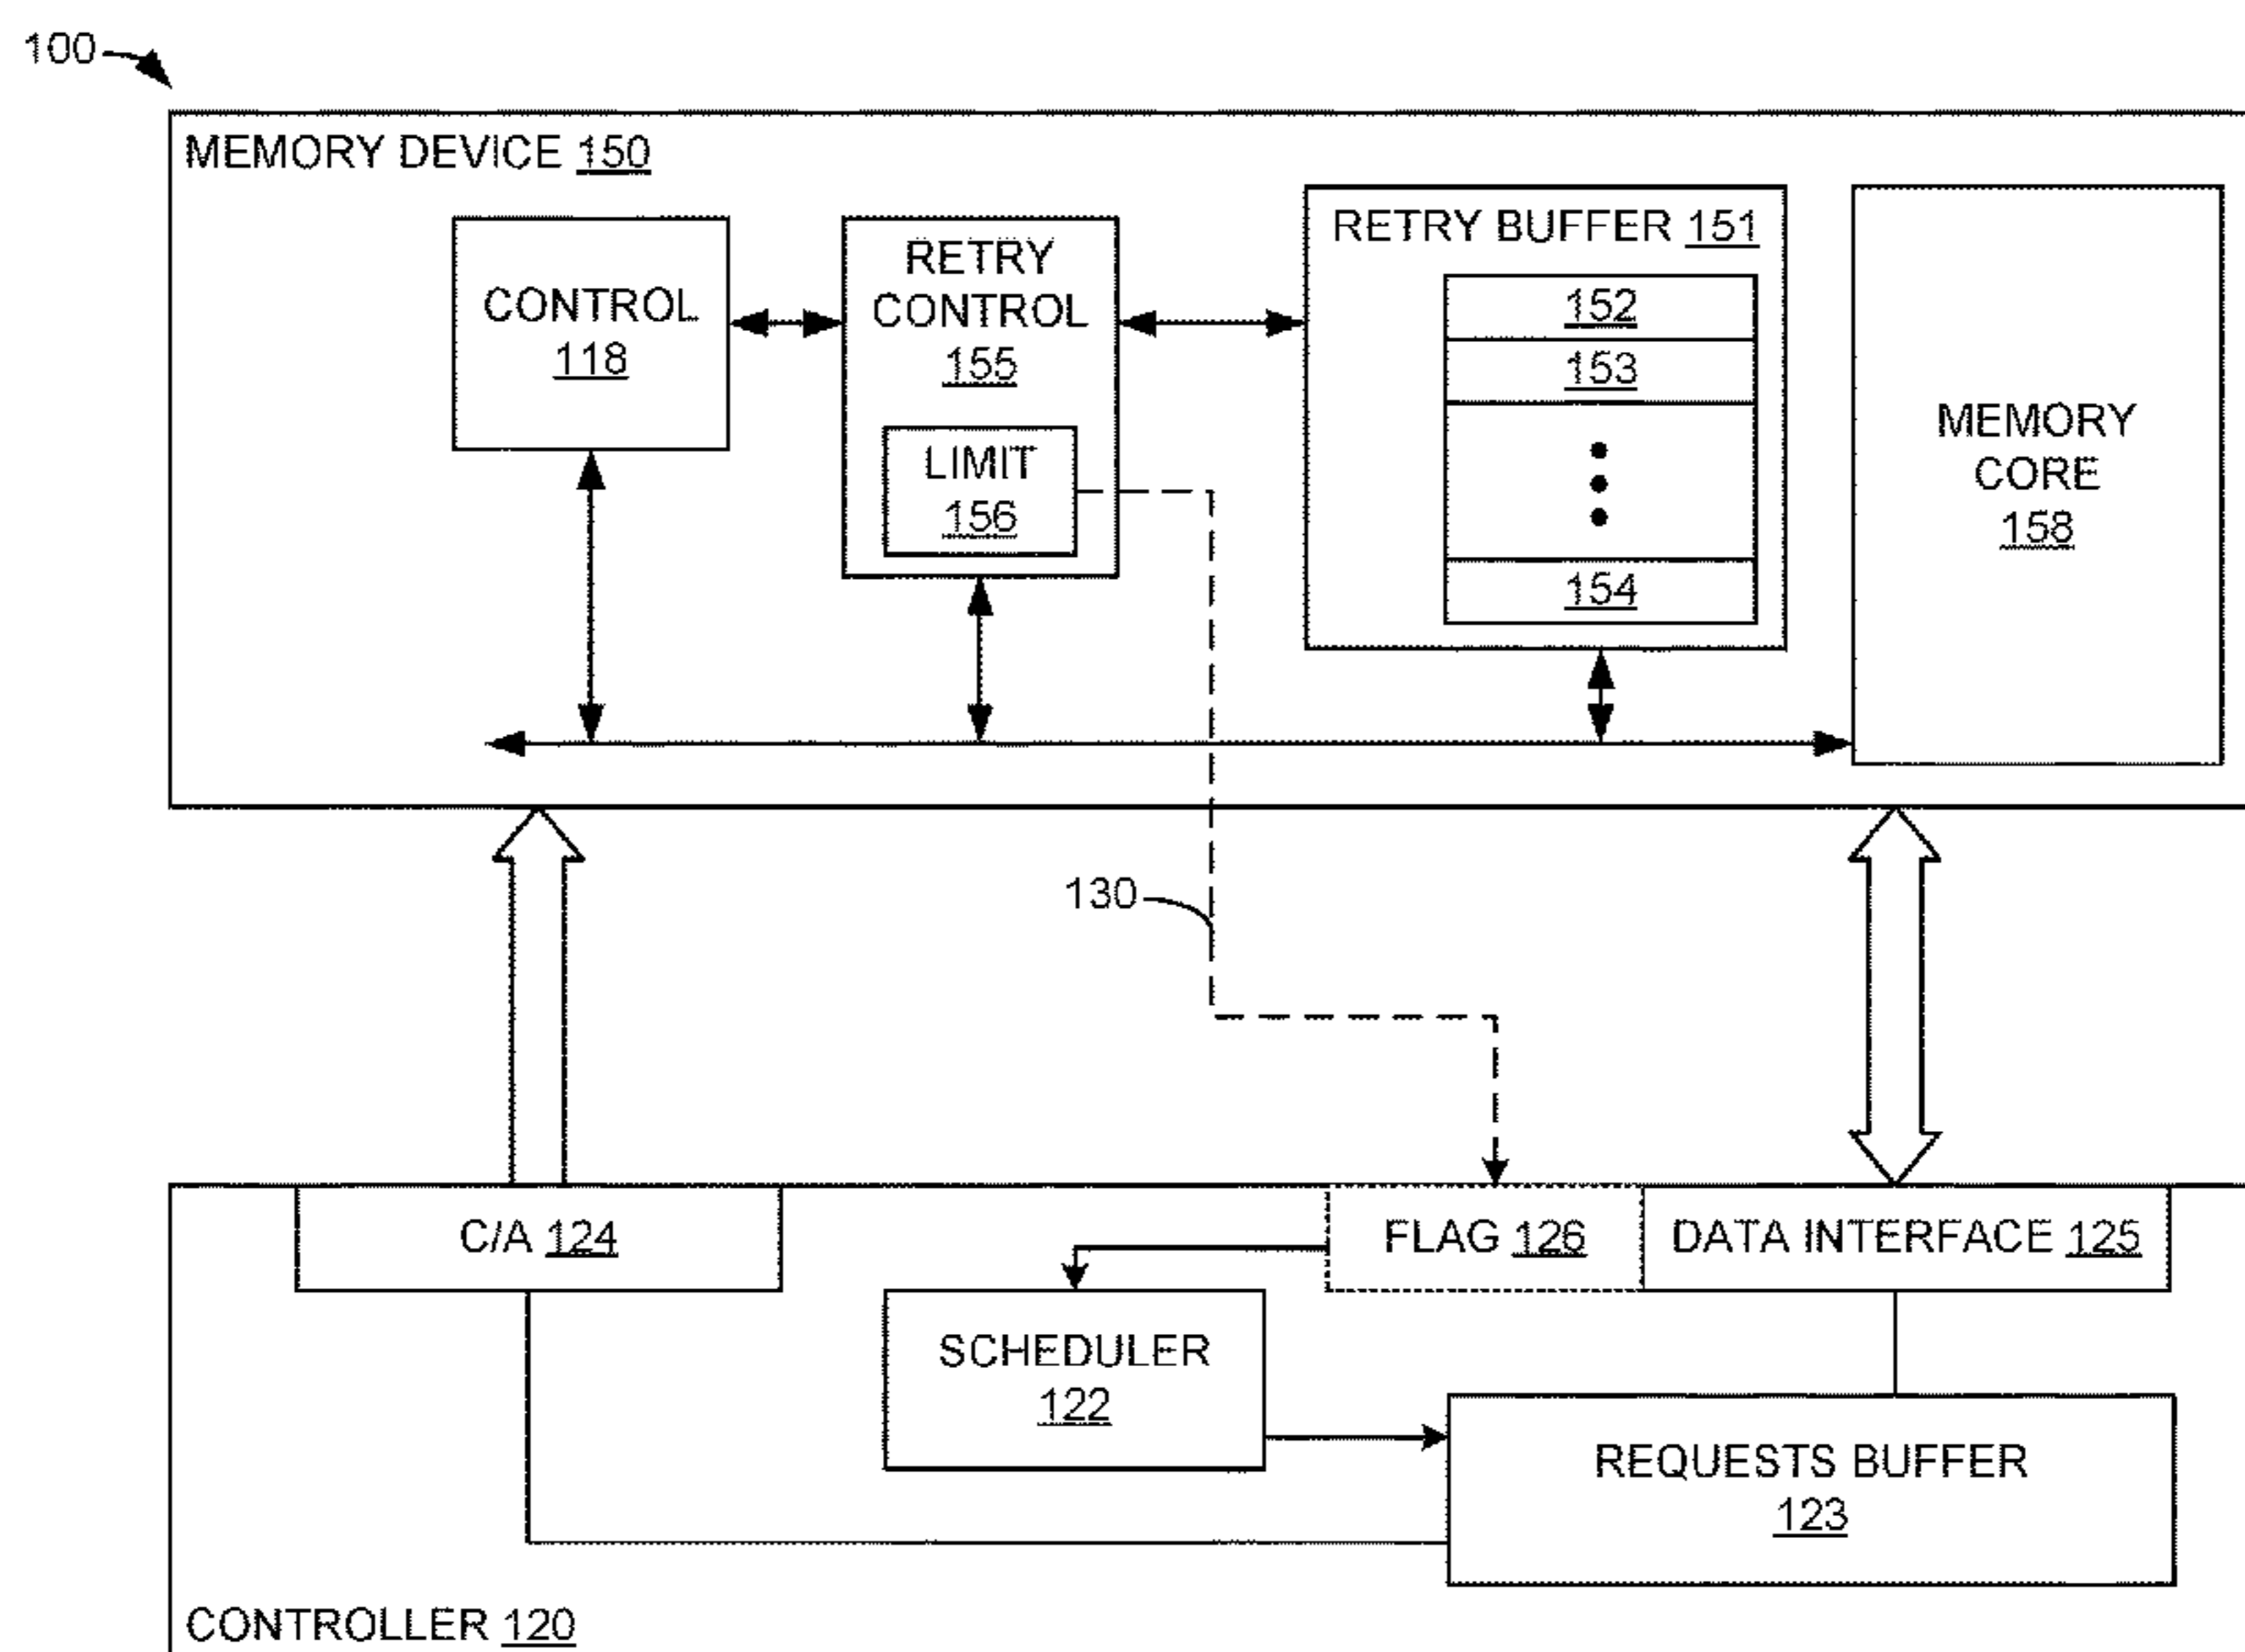 100
MEMORY DEVICE 150
CONTROL
118
RETRY
CONTROL
155
LIMIT
156
RETRY BUFFER 151
152
153
154
MEMORY
CORE
158
130
C/A 124
FLAG 126
DATA INTERFACE 125
SCHEDULER
122
REQUESTS BUFFER
123
CONTROLLER 120